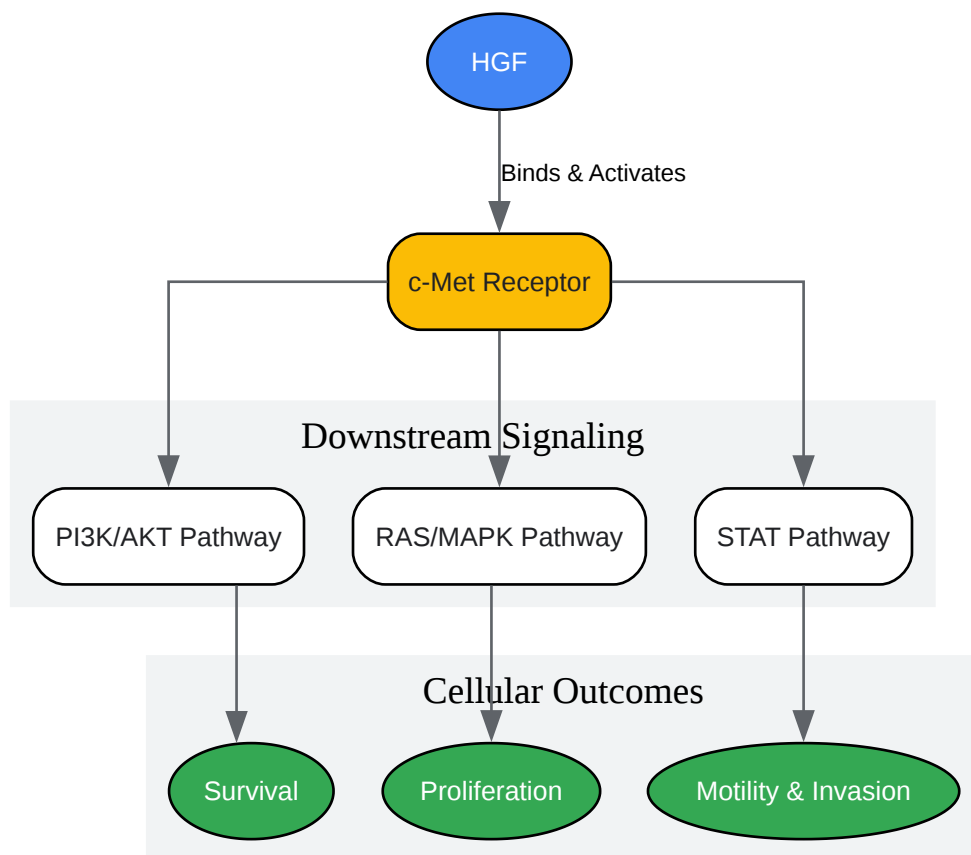 HGF
Binds & Activates
c-Met Receptor
Downstream Signaling
PI3K/AKT Pathway
RAS/MAPK Pathway
STAT Pathway
Cellular Outcomes
Survival
Proliferation
Motility & Invasion